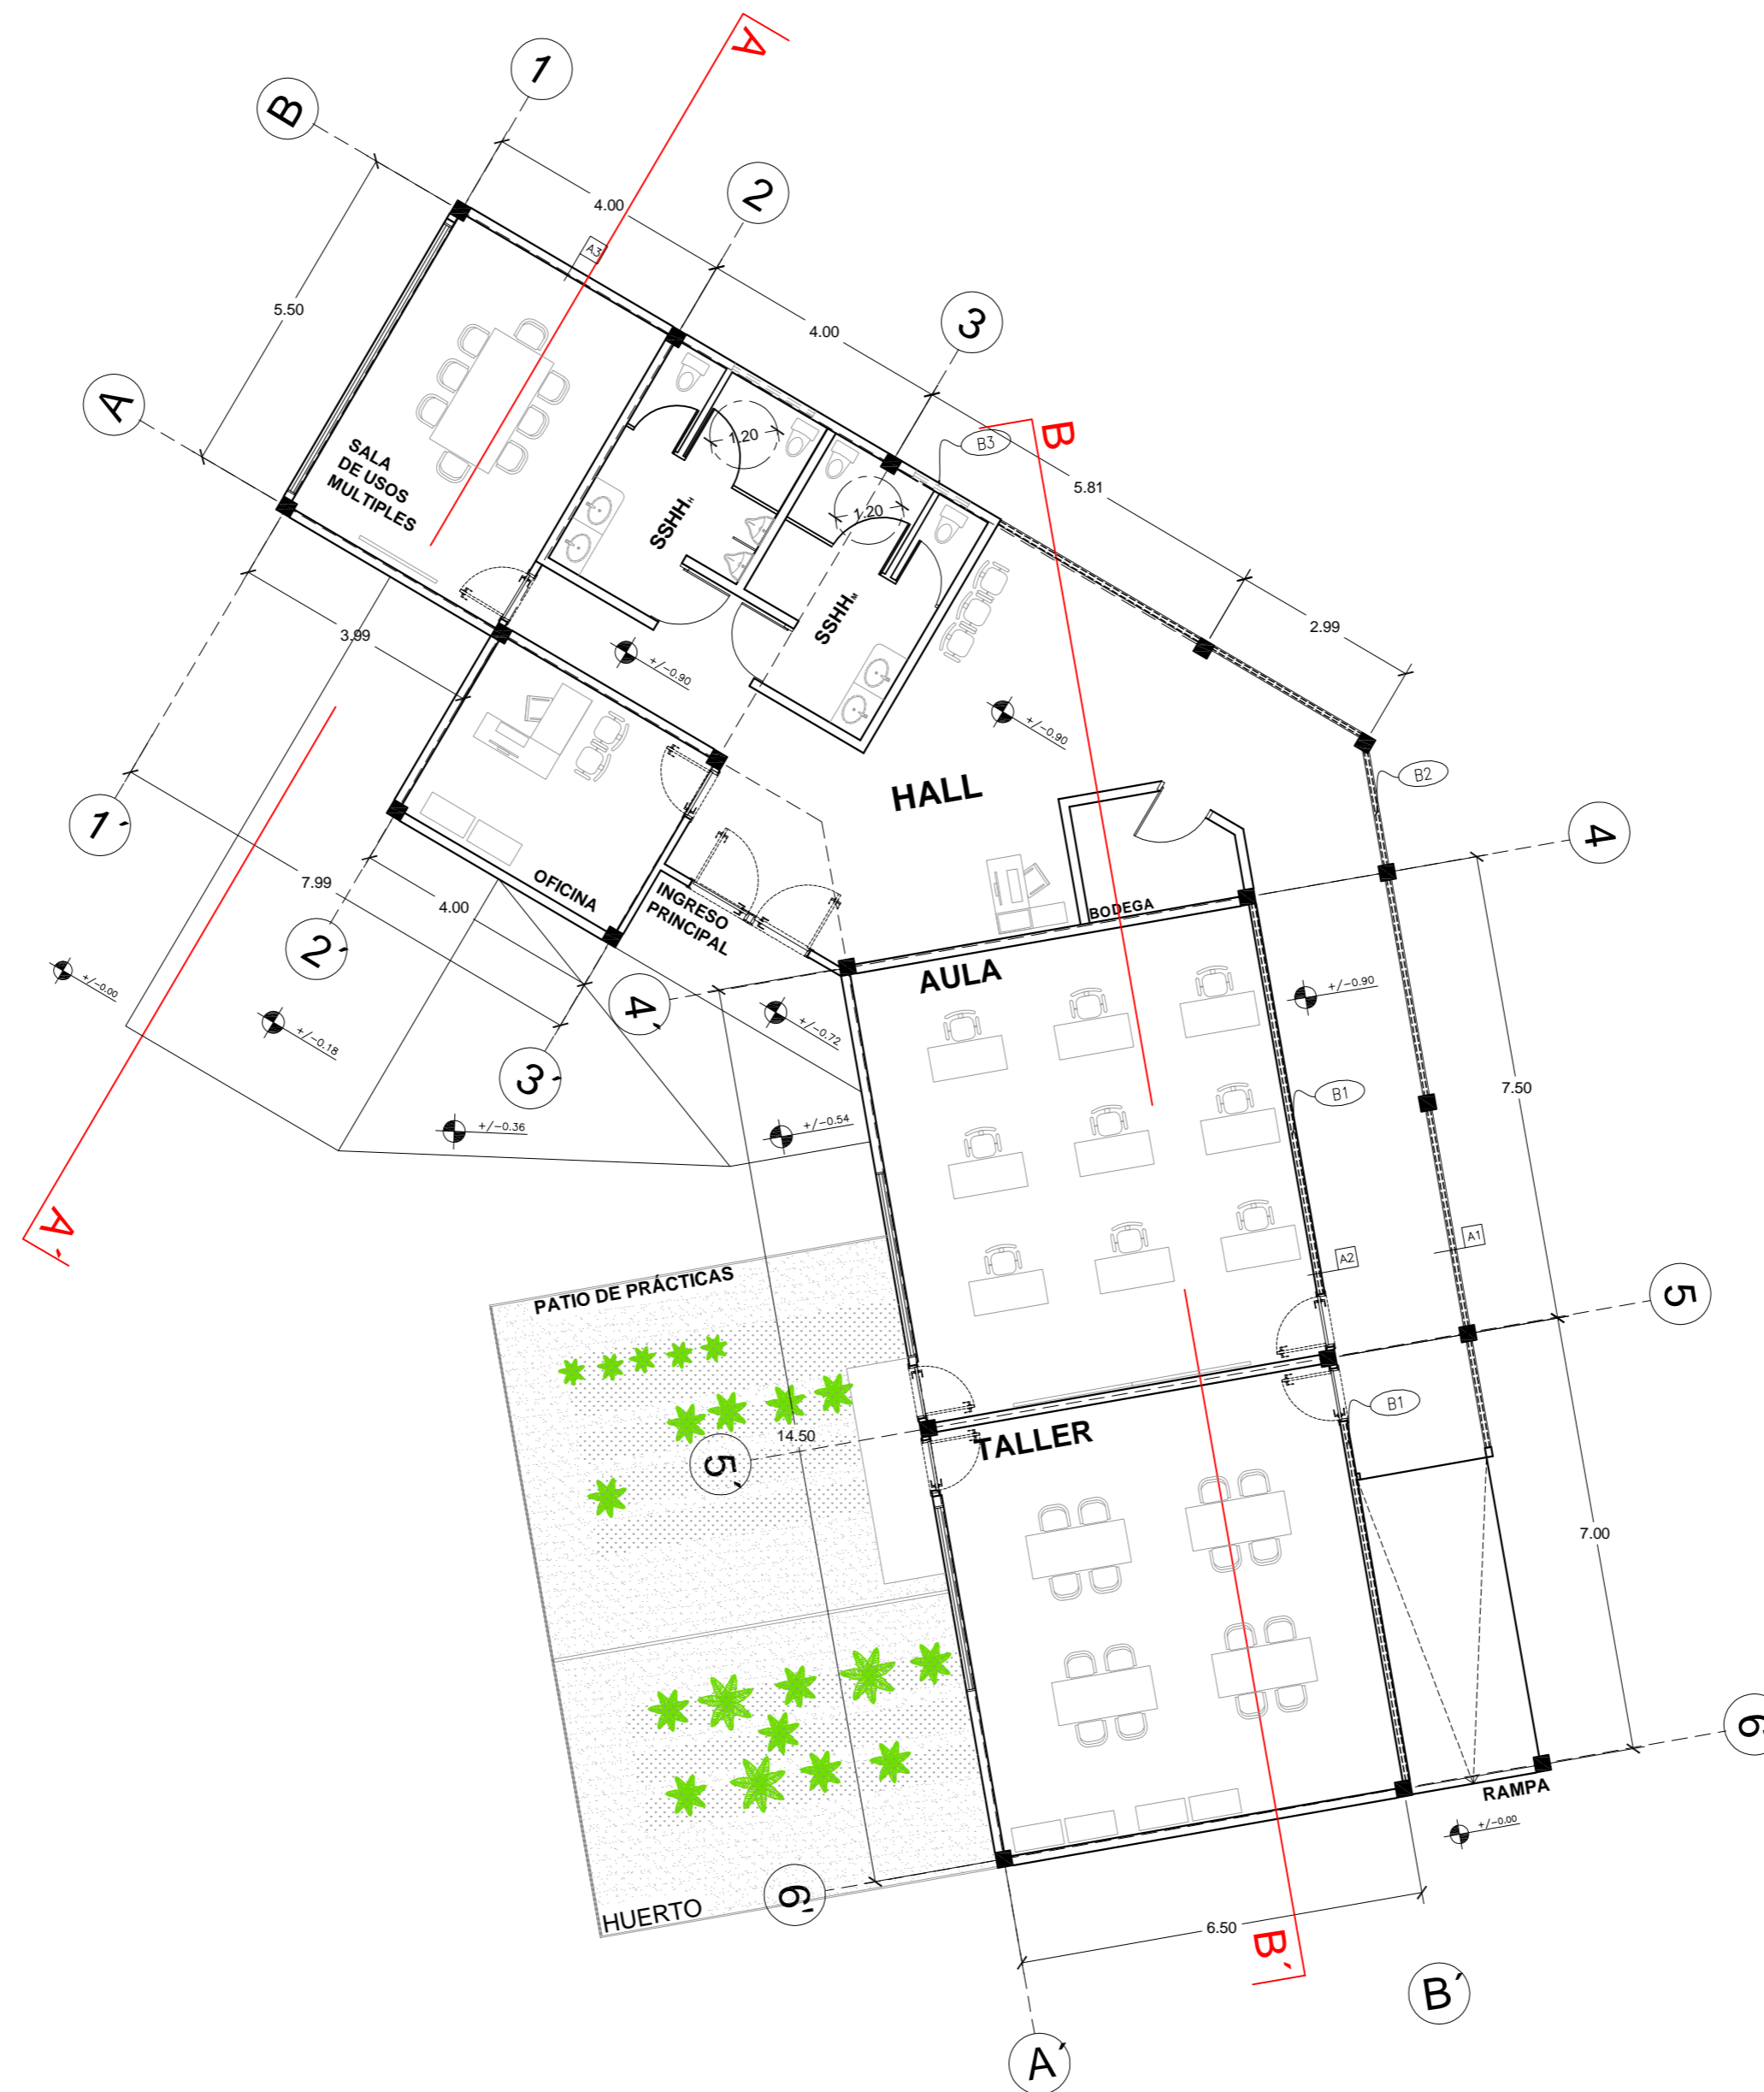 A
1
B
2
4.00
A3
3
5.50
4.00
B
B3
A
1.20
5.81
SALA
DE USOS
MULTIPLES
1.20
SSHH H
SSHH M
2.99
3.99
+/-0.90
+/-0.90
HALL
B2
1´
4
OFICINA
7.99
4.00
INGRESO
PRINCIPAL
BODEGA
2´
AULA
+/-0.00
+/-0.90
4´
+/-0.18
+/-0.72
3´
7.50
B1
+/-0.36
+/-0.54
A´
A1
A2
PATIO DE PRÁCTICAS
5
B1
14.50
TALLER
5´
7.00
6´
RAMPA
+/-0.00
6'
HUERTO
6.50
B´
B´
A´